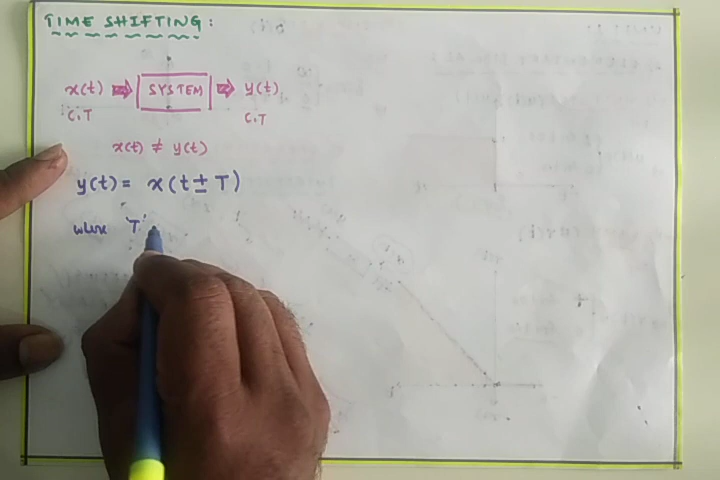 TIME SHIFTING:
x(t) ⇒ SYSTEM ⇒ y(t)
C.T C.T
x(t) ≠ y(t)
y(t) = x(t ± T)
where 'T'